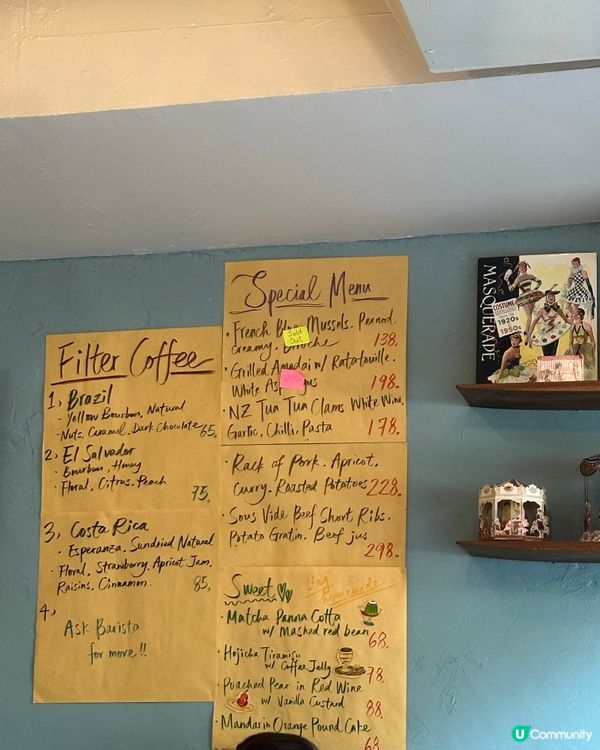 Filter Coffee
1, Brazil
- Yellow Bourbon, Natural
- Nuts, Caramel, Dark Chocolate 65,
2, El Salvador
- Bourbon, Honey
- Floral, Citrus, Peach 75,
3, Costa Rica
• Esperanza, Sundried Natural
• Floral, Strawberry, Apricot Jam,
Raisins, Cinnamon 85,
4,
Ask Barista
for more!!
Special Menu
• French Mussels. Pernod.
Creamy. 138.
Sold Out
• Grilled Amadai w/ Ratatouille.
White 198.
• NZ Tua Tua Clams. White Wine.
Garlic, Chilli, Pasta 178.
• Rack of Pork. Apricot.
Curry. Roasted Potatoes 228.
• Sous Vide Beef Short Ribs.
Potato Gratin. Beef jus
298.
Sweet
Homemade
• Matcha Panna Cotta
w/ Mashed red bean 68.
• Hojicha Tiramisu
w/ Coffee Jelly 78.
• Poached Pear in Red Wine
w/ Vanilla Custard 88.
• Mandarin Orange Pound Cake
68
MASQUERADE
COSTUME
1920s
1950s
U Community